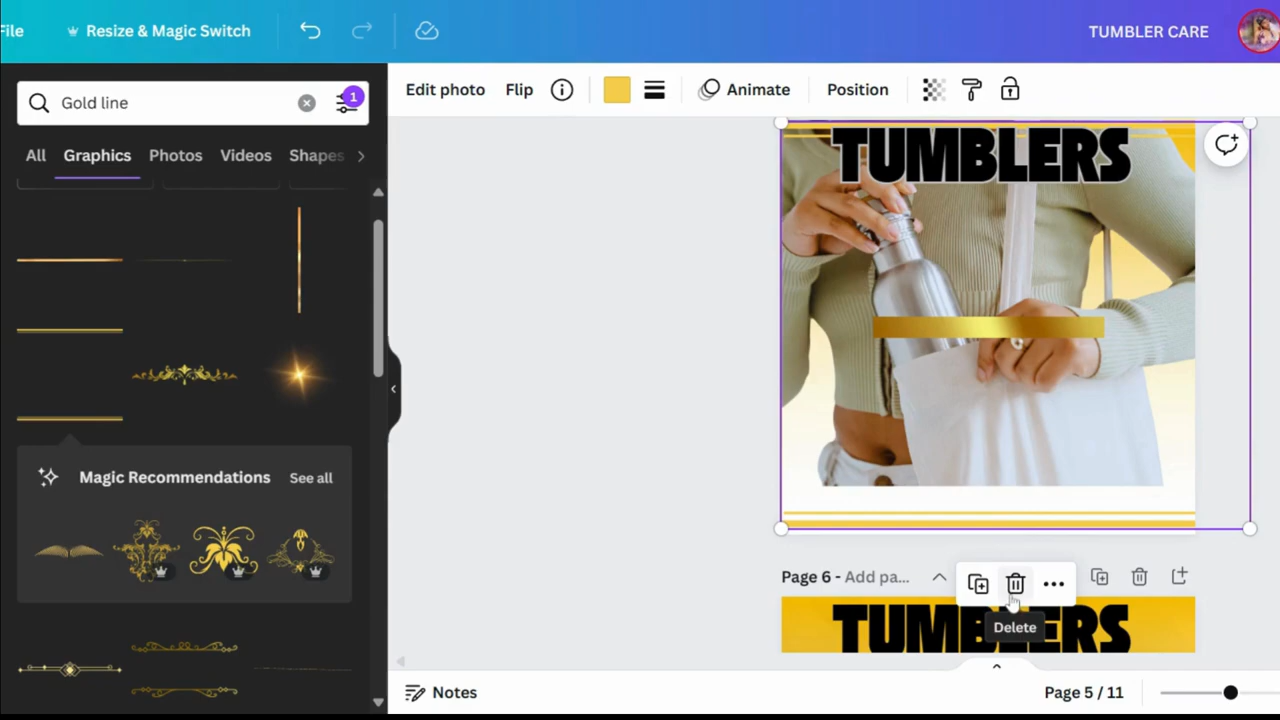 File
Resize & Magic Switch
TUMBLER CARE
Gold line
1
Edit photo
Flip
Animate
Position
All
Graphics
Photos
Videos
Shapes
TUMBLERS
Magic Recommendations
See all
Page 6 - Add pa...
Delete
TUMBLERS
Notes
Page 5 / 11